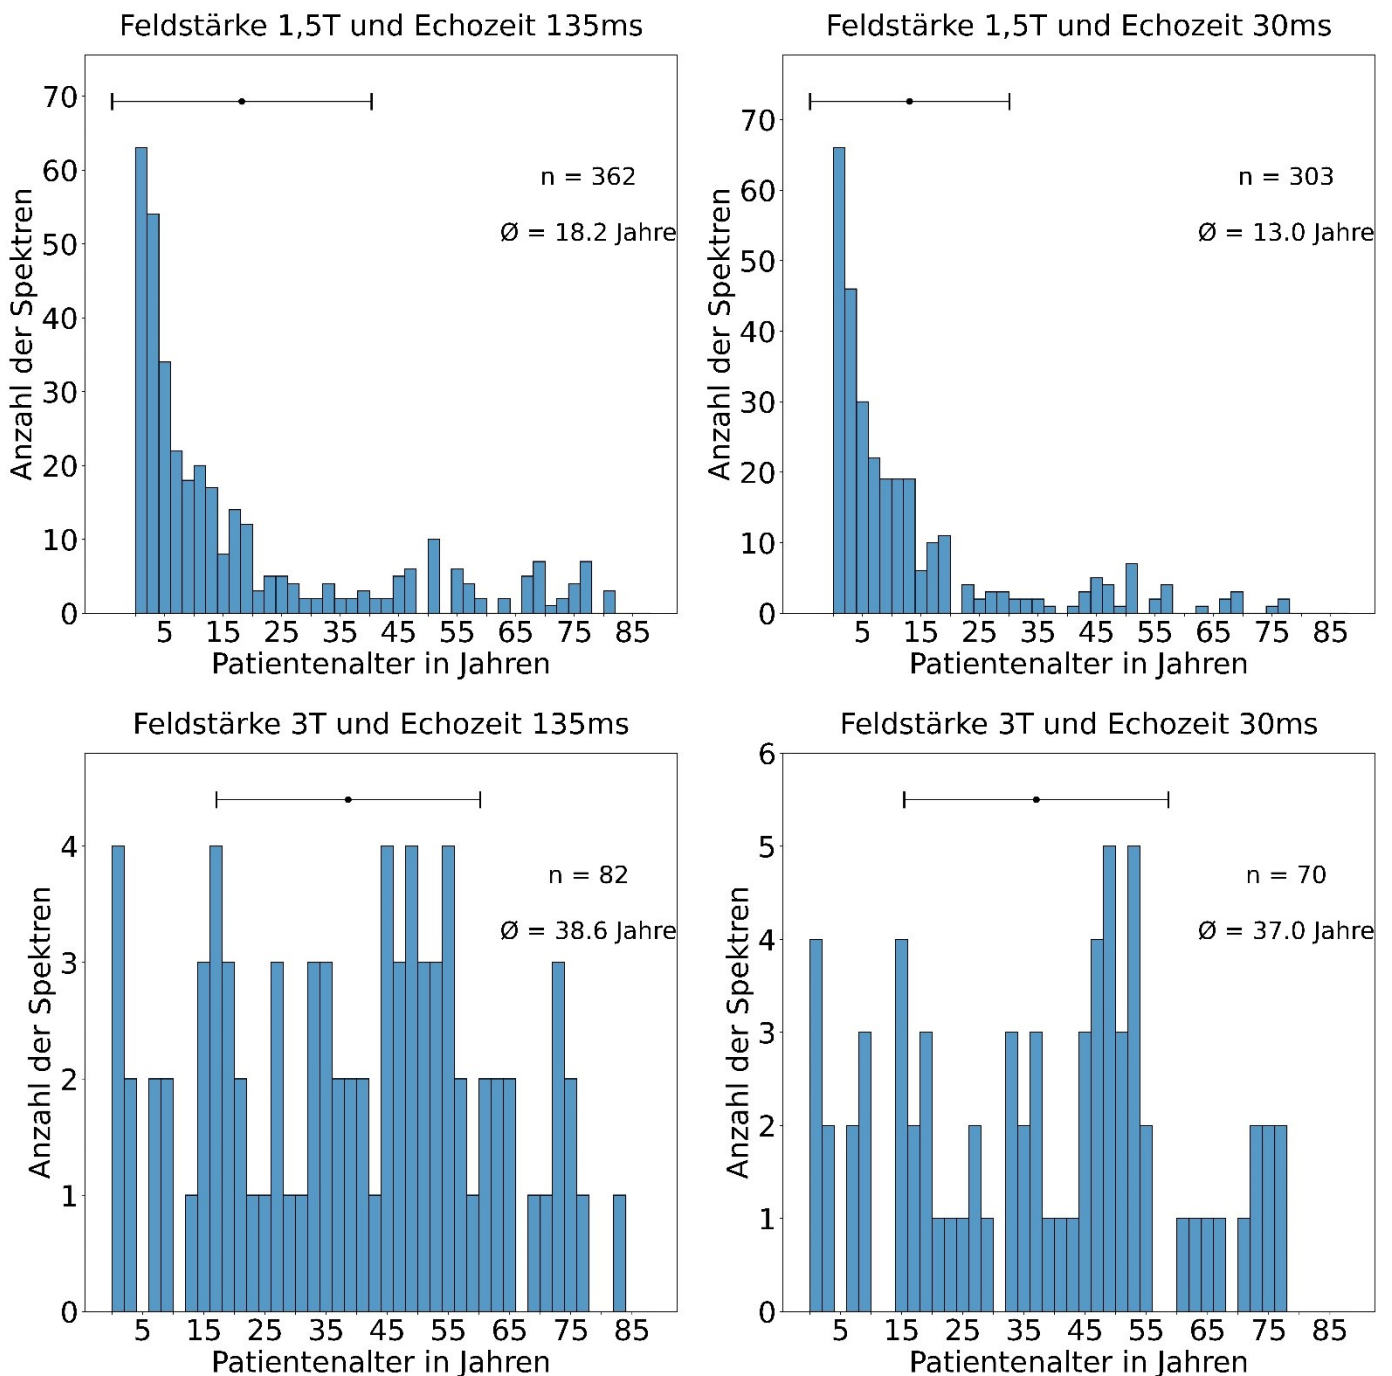 Feldstärke 1,5T und Echozeit 135ms
70
60
50
40
30
20
10
0
Anzahl der Spektren
n = 362
Ø = 18.2 Jahre
5 15 25 35 45 55 65 75 85
Patientenalter in Jahren
Feldstärke 1,5T und Echozeit 30ms
70
60
50
40
30
20
10
0
Anzahl der Spektren
n = 303
Ø = 13.0 Jahre
5 15 25 35 45 55 65 75 85
Patientenalter in Jahren
Feldstärke 3T und Echozeit 135ms
4
3
2
1
0
Anzahl der Spektren
n = 82
Ø = 38.6 Jahre
5 15 25 35 45 55 65 75 85
Patientenalter in Jahren
Feldstärke 3T und Echozeit 30ms
6
5
4
3
2
1
0
Anzahl der Spektren
n = 70
Ø = 37.0 Jahre
5 15 25 35 45 55 65 75 85
Patientenalter in Jahren